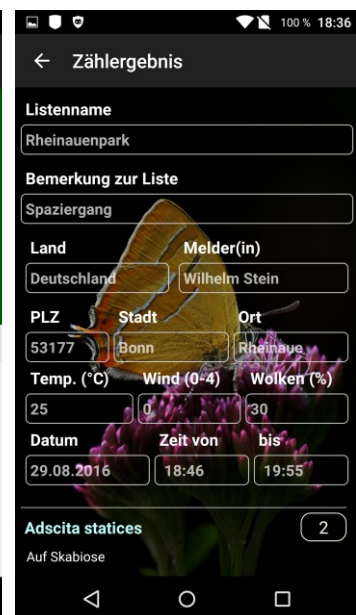 100 % 18:36
Zählergebnis
Listenname
Rheinauenpark
Bemerkung zur Liste
Spaziergang
Land Melder(in)
Deutschland Wilhelm Stein
PLZ Stadt Ort
53177 Bonn Rheinaue
Temp. (°C) Wind (0-4) Wolken (%)
25 0 30
Datum Zeit von bis
29.08.2016 18:46 19:55
Adscita statices 2
Auf Skabiose